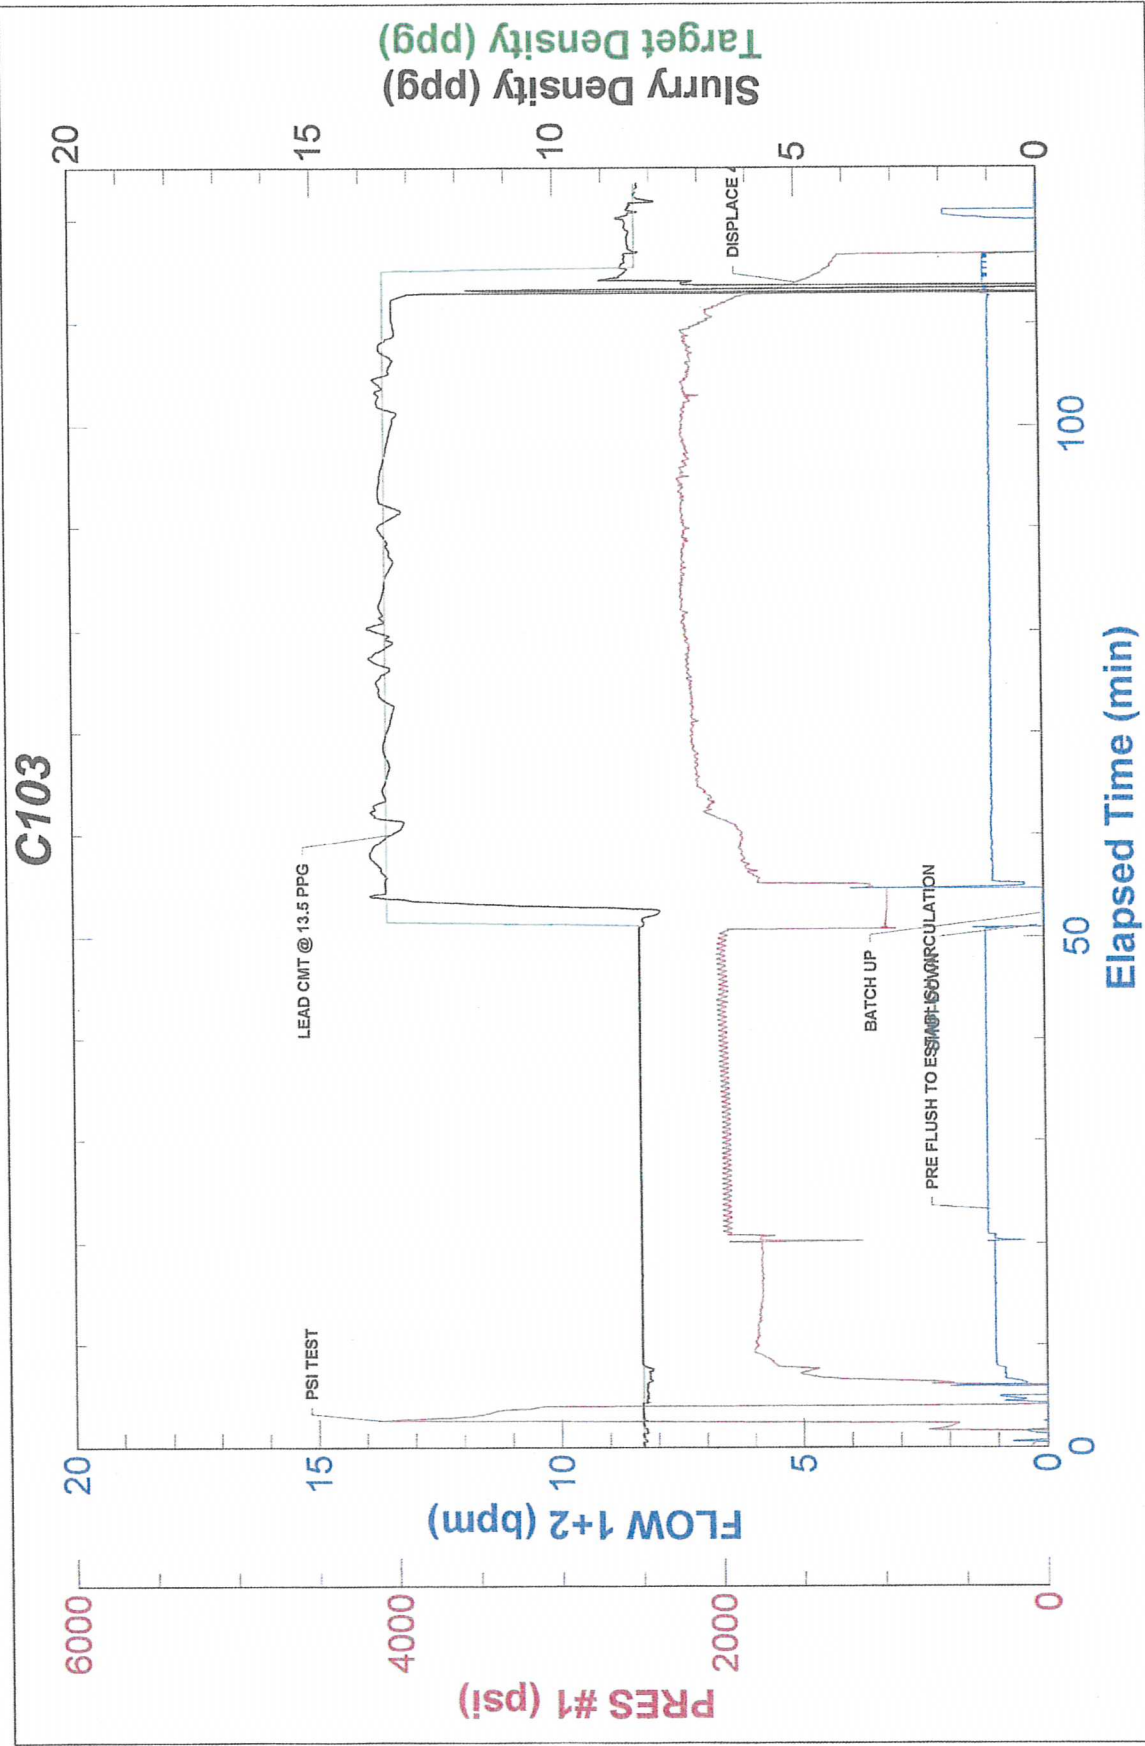 C103
PRES #1 (psi)
6000
4000
2000
0
FLOW 1+2 (bpm)
20
15
10
5
0
PSI TEST
LEAD CMT @ 13.5 PPG
BATCH UP
PRE FLUSH TO ESTABLISH CIRCULATION
DISPLACE 4
20
15
10
5
0
Slurry Density (ppg)
Target Density (ppg)
0
50
100
Elapsed Time (min)